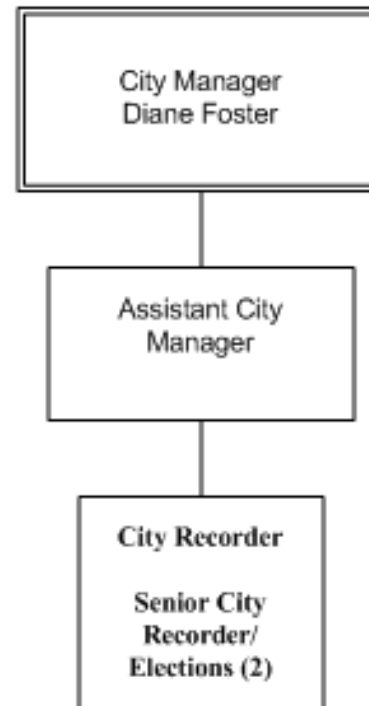 City Manager
Diane Foster
Assistant City
Manager
City Recorder
Senior City
Recorder/
Elections (2)